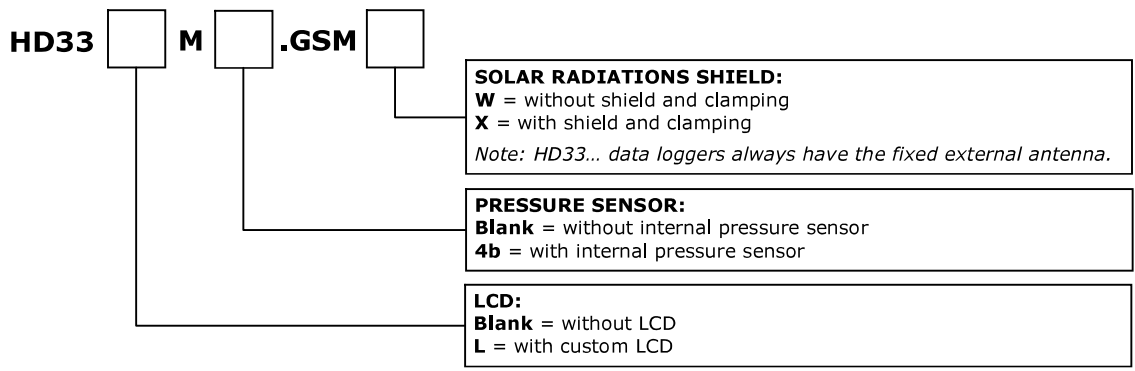 HD33 M .GSM
SOLAR RADIATIONS SHIELD:
W = without shield and clamping
X = with shield and clamping
Note: HD33... data loggers always have the fixed external antenna.
PRESSURE SENSOR:
Blank = without internal pressure sensor
4b = with internal pressure sensor
LCD:
Blank = without LCD
L = with custom LCD